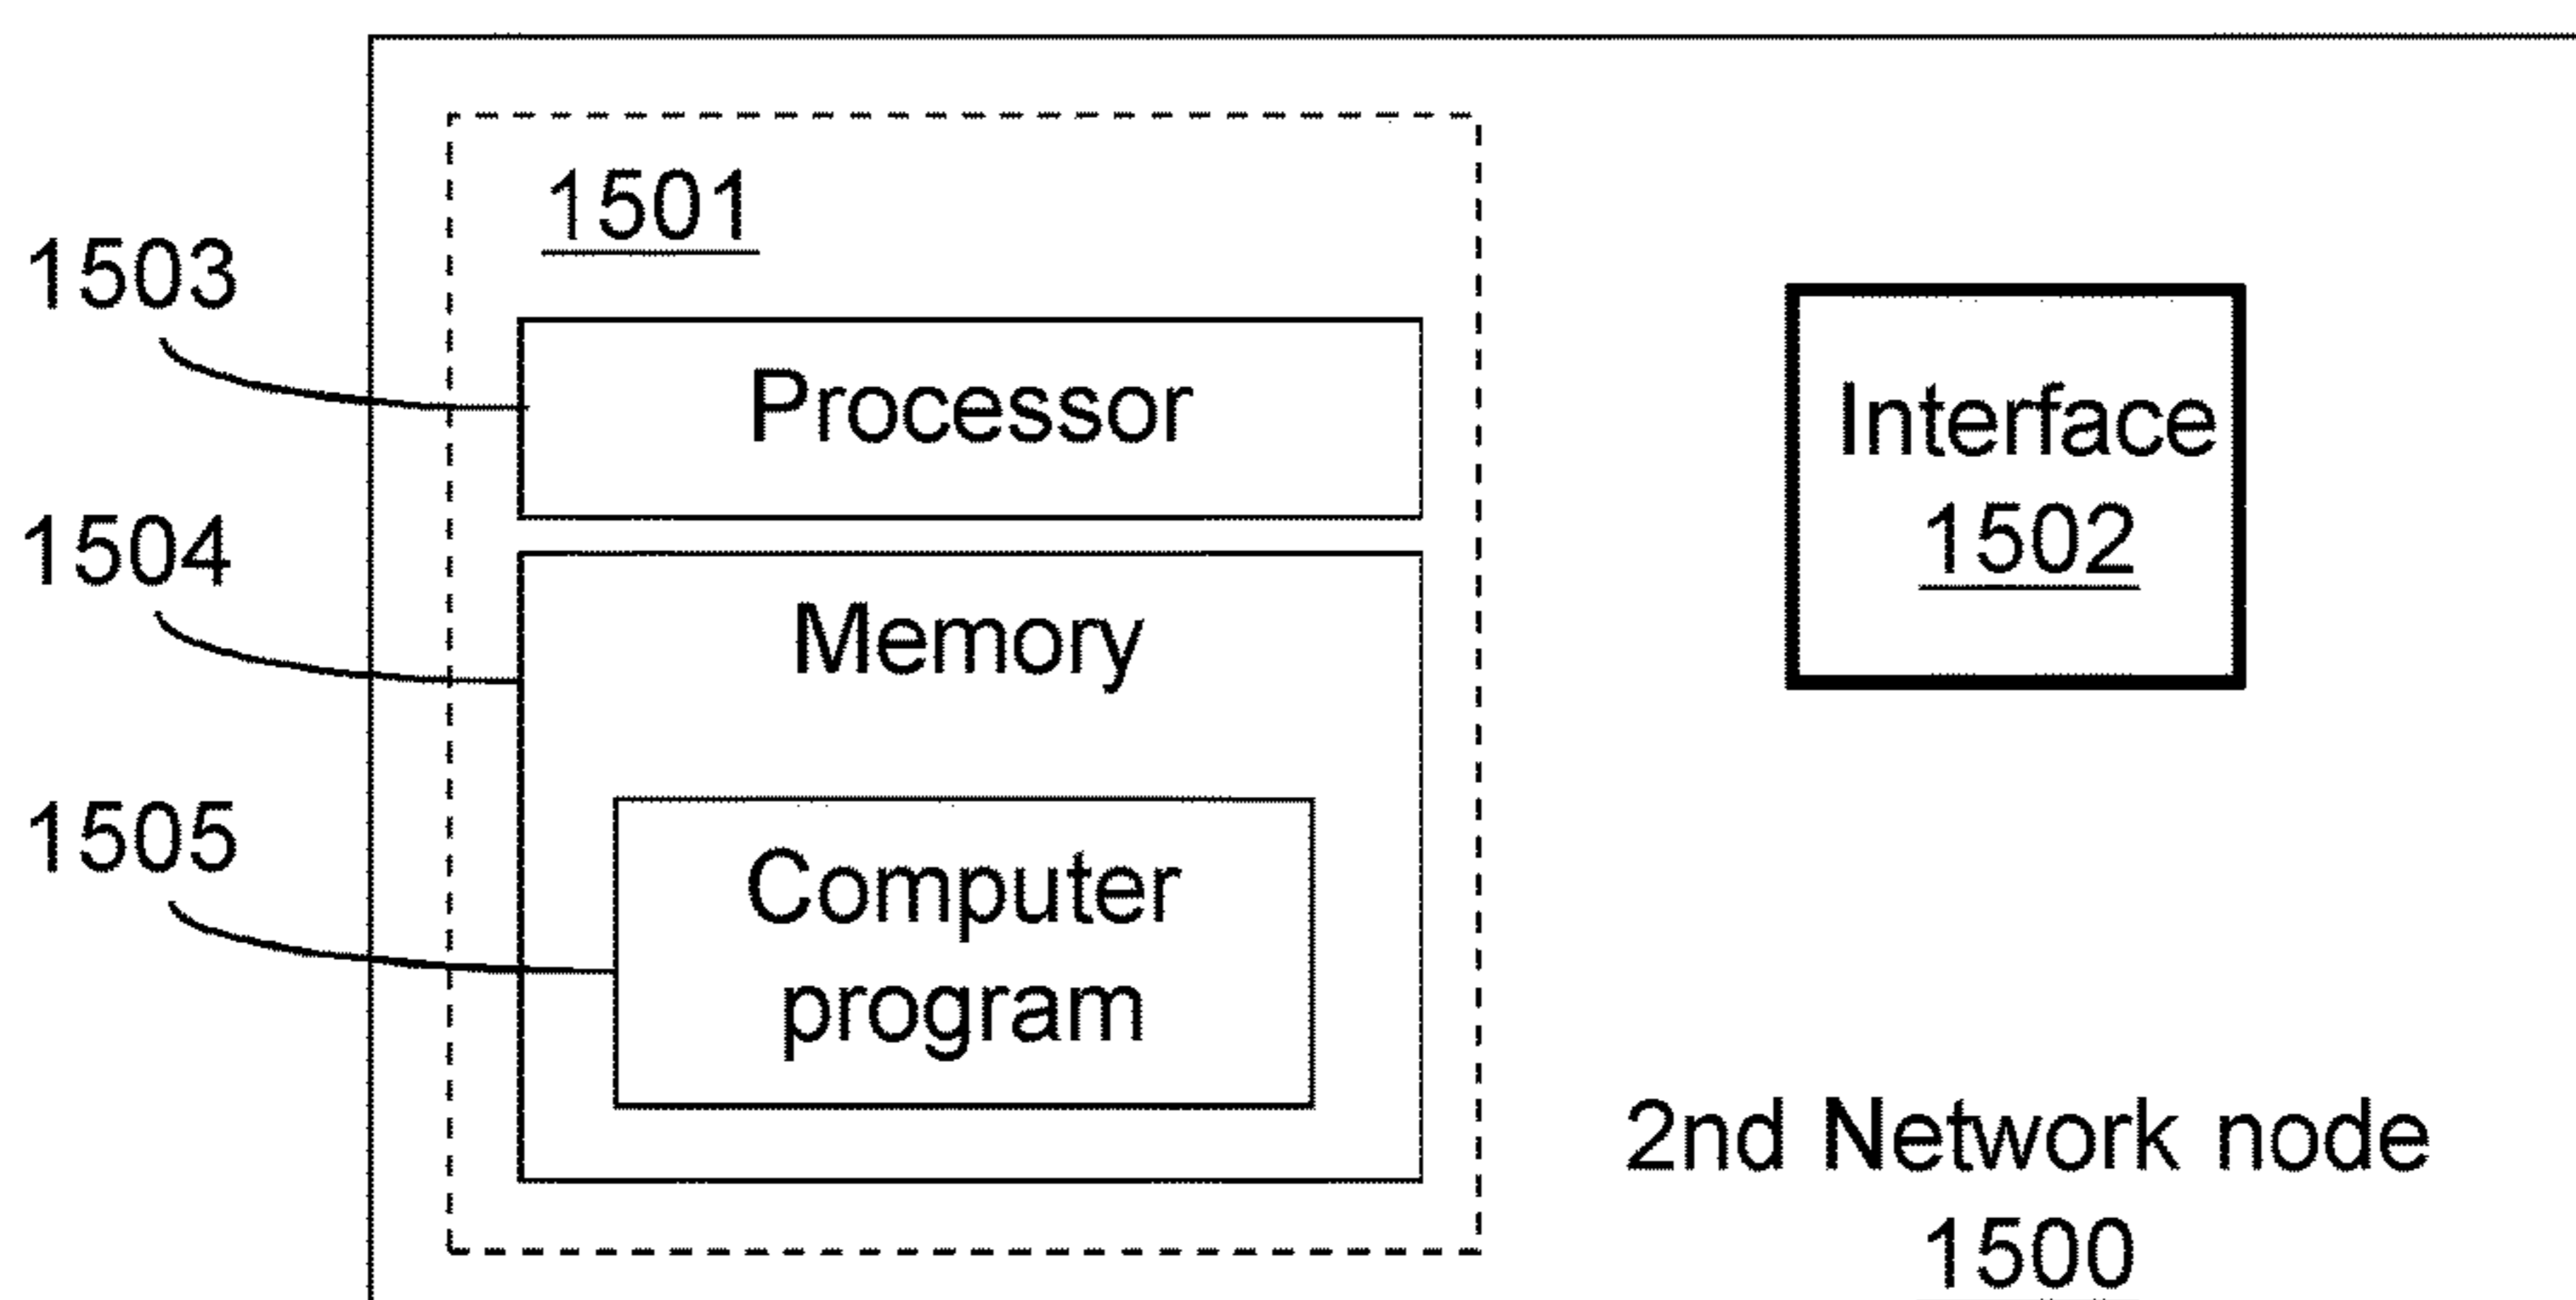 1501
1503
Processor
Interface
1502
1504
Memory
1505
Computer
program
2nd Network node
1500